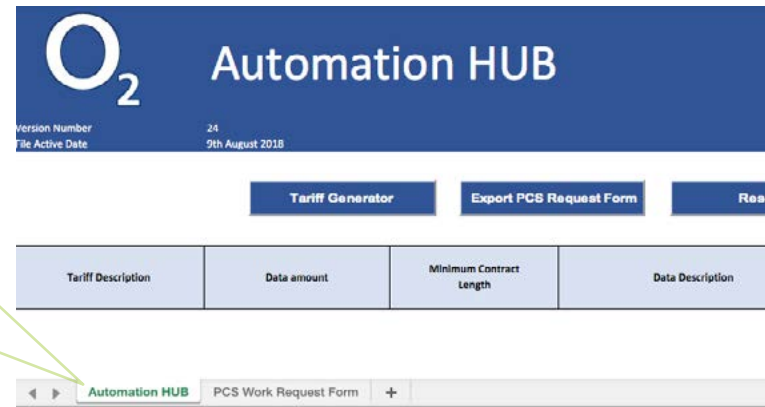 O2
Automation HUB
Version Number 24
File Active Date 9th August 2018
Tariff Generator Export PCS Request Form Res
Tariff Description Data amount Minimum Contract Length Data Description
Automation HUB PCS Work Request Form +